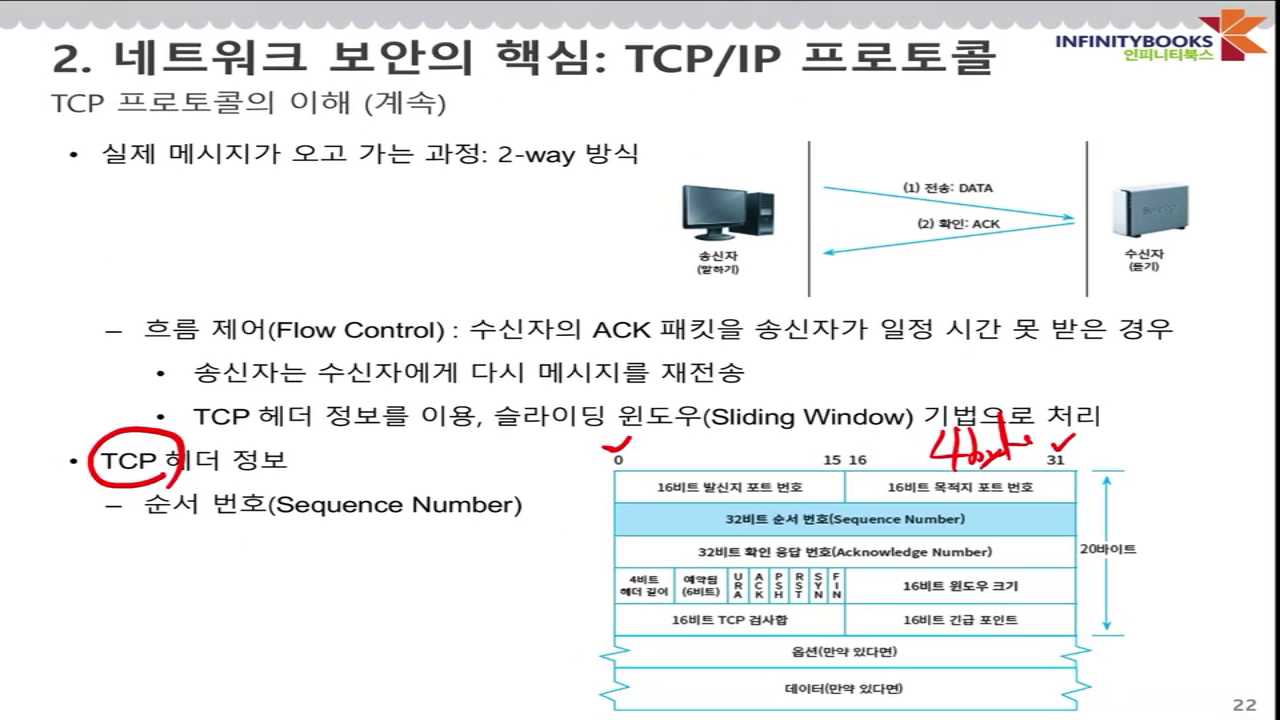 INFINITYBOOKS
인피니티북스
2. 네트워크 보안의 핵심: TCP/IP 프로토콜
TCP 프로토콜의 이해 (계속)
• 실제 메시지가 오고 가는 과정: 2-way 방식
(1) 전송: DATA
(2) 확인: ACK
송신자
(말하기)
수신자
(듣기)
– 흐름 제어(Flow Control) : 수신자의 ACK 패킷을 송신자가 일정 시간 못 받은 경우
• 송신자는 수신자에게 다시 메시지를 재전송
• TCP 헤더 정보를 이용, 슬라이딩 윈도우(Sliding Window) 기법으로 처리
• TCP 헤더 정보
– 순서 번호(Sequence Number)
4byte
0 15 16 31
16비트 발신지 포트 번호 16비트 목적지 포트 번호
32비트 순서 번호(Sequence Number)
32비트 확인 응답 번호(Acknowledge Number)
20바이트
4비트 헤더 길이 예약됨 (6비트) URA ACK PSH RST SYN FIN 16비트 윈도우 크기
16비트 TCP 검사합 16비트 긴급 포인트
옵션(만약 있다면)
데이터(만약 있다면)
22